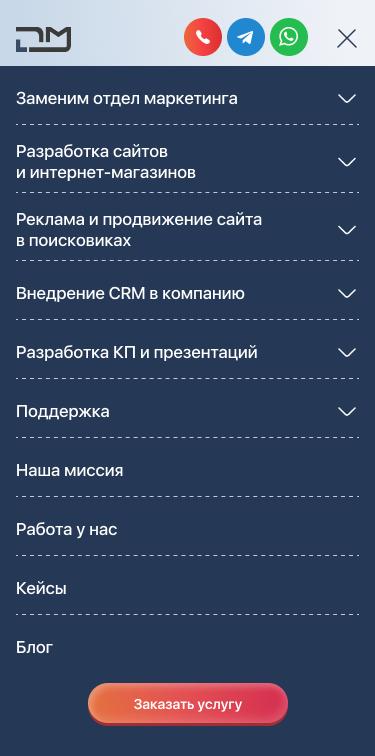 DM
Заменим отдел маркетинга
Разработка сайтов
и интернет-магазинов
Реклама и продвижение сайта
в поисковиках
Внедрение CRM в компанию
Разработка КП и презентаций
Поддержка
Наша миссия
Работа у нас
Кейсы
Блог
Заказать услугу